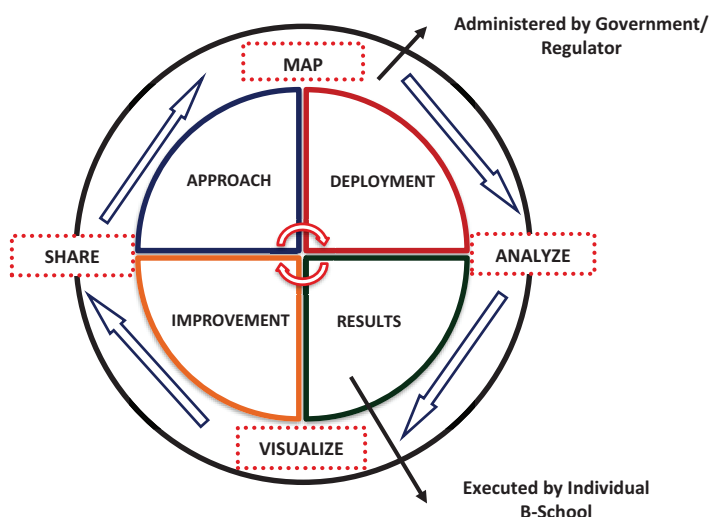 Administered by Government/
Regulator
MAP
APPROACH
DEPLOYMENT
SHARE
ANALYZE
IMPROVEMENT
RESULTS
VISUALIZE
Executed by Individual
B-School